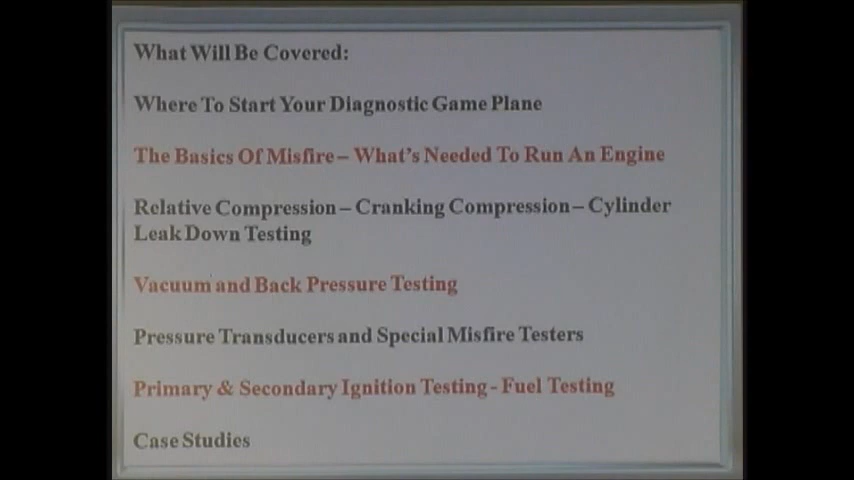 What Will Be Covered:
Where To Start Your Diagnostic Game Plane
The Basics Of Misfire – What's Needed To Run An Engine
Relative Compression – Cranking Compression – Cylinder
Leak Down Testing
Vacuum and Back Pressure Testing
Pressure Transducers and Special Misfire Testers
Primary & Secondary Ignition Testing - Fuel Testing
Case Studies